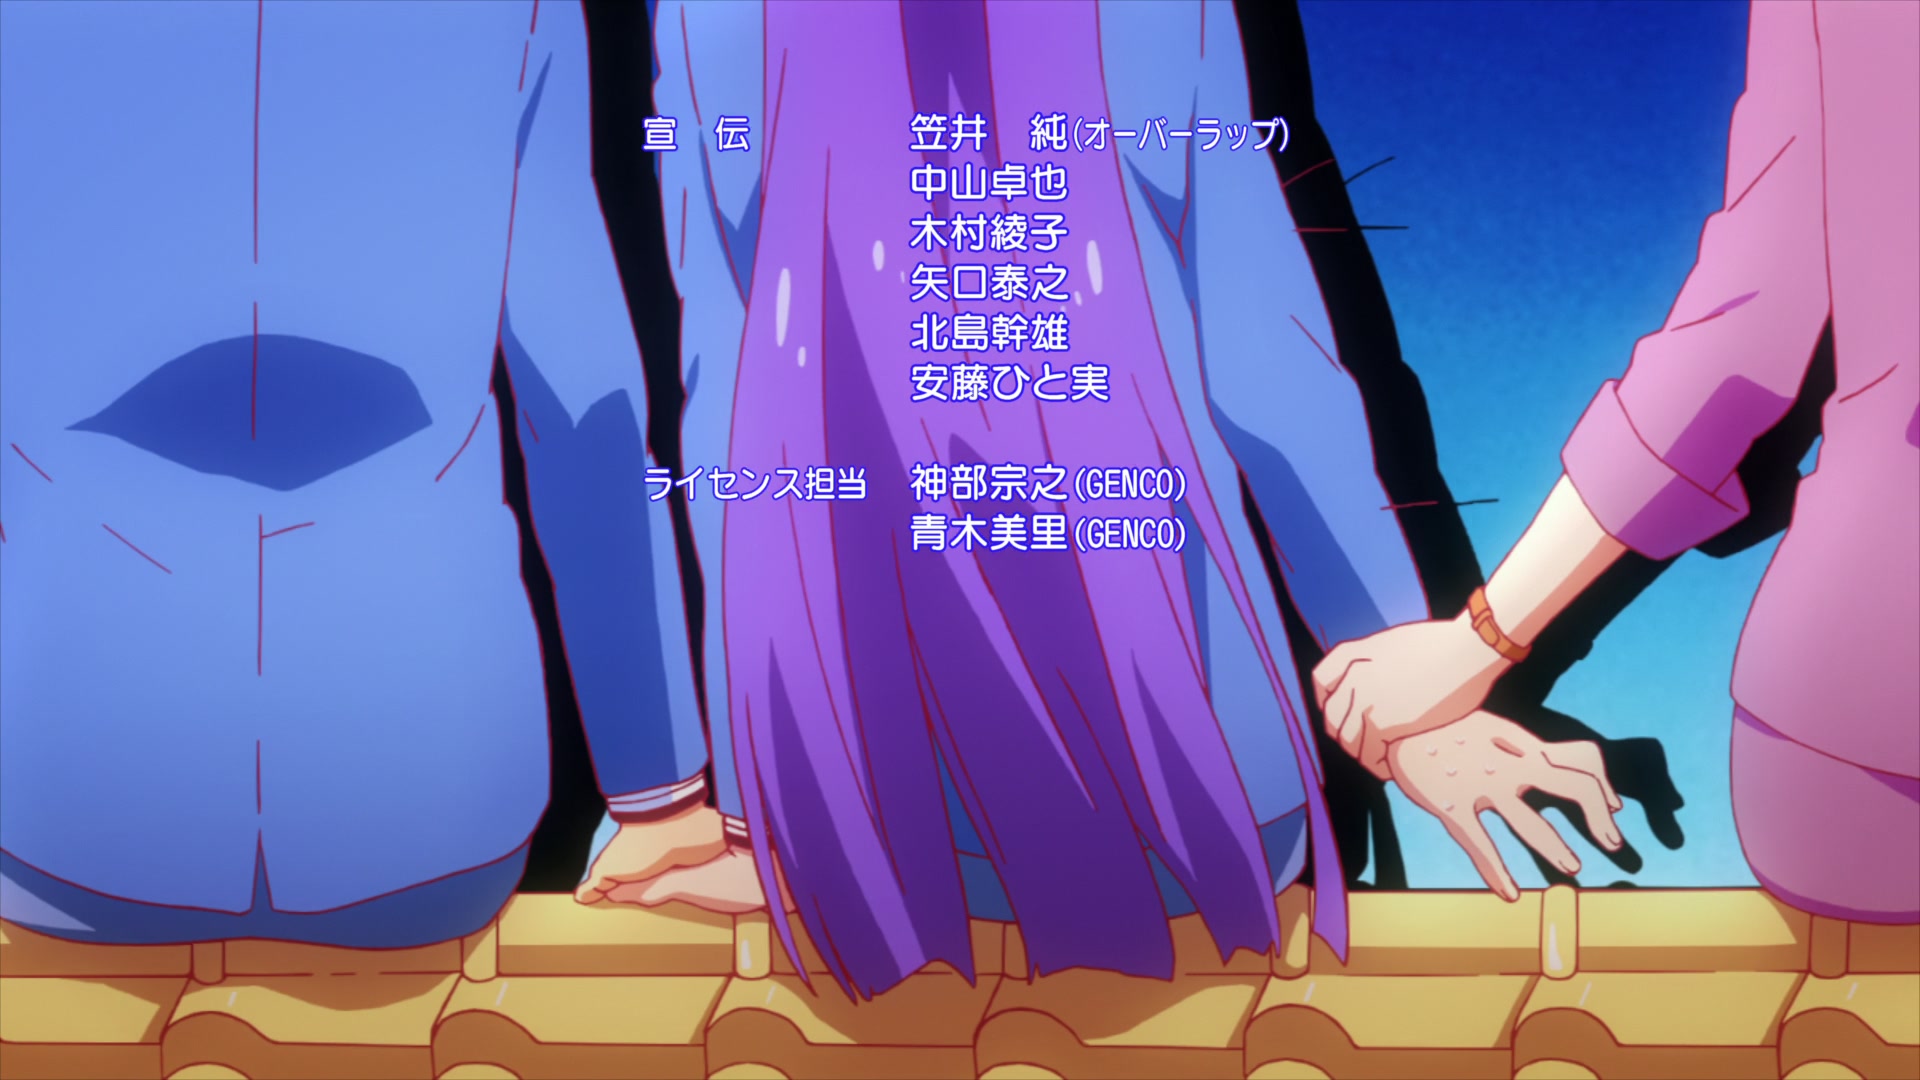 宣　伝　笠井　純(オーバーラップ)
中山卓也
木村綾子
矢口泰之
北島幹雄
安藤ひと実
ライセンス担当　神部宗之(GENCO)
青木美里(GENCO)